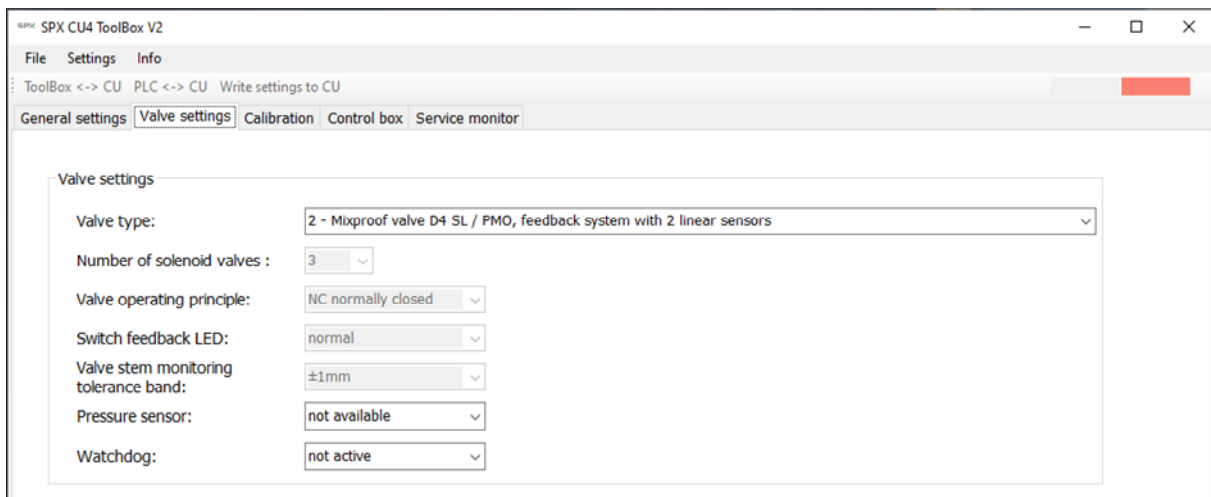 SPX SPX CU4 ToolBox V2
File Settings Info
ToolBox <-> CU PLC <-> CU Write settings to CU
General settings Valve settings Calibration Control box Service monitor
Valve settings
Valve type: 2 - Mixproof valve D4 SL / PMO, feedback system with 2 linear sensors
Number of solenoid valves : 3
Valve operating principle: NC normally closed
Switch feedback LED: normal
Valve stem monitoring
tolerance band: ±1mm
Pressure sensor: not available
Watchdog: not active